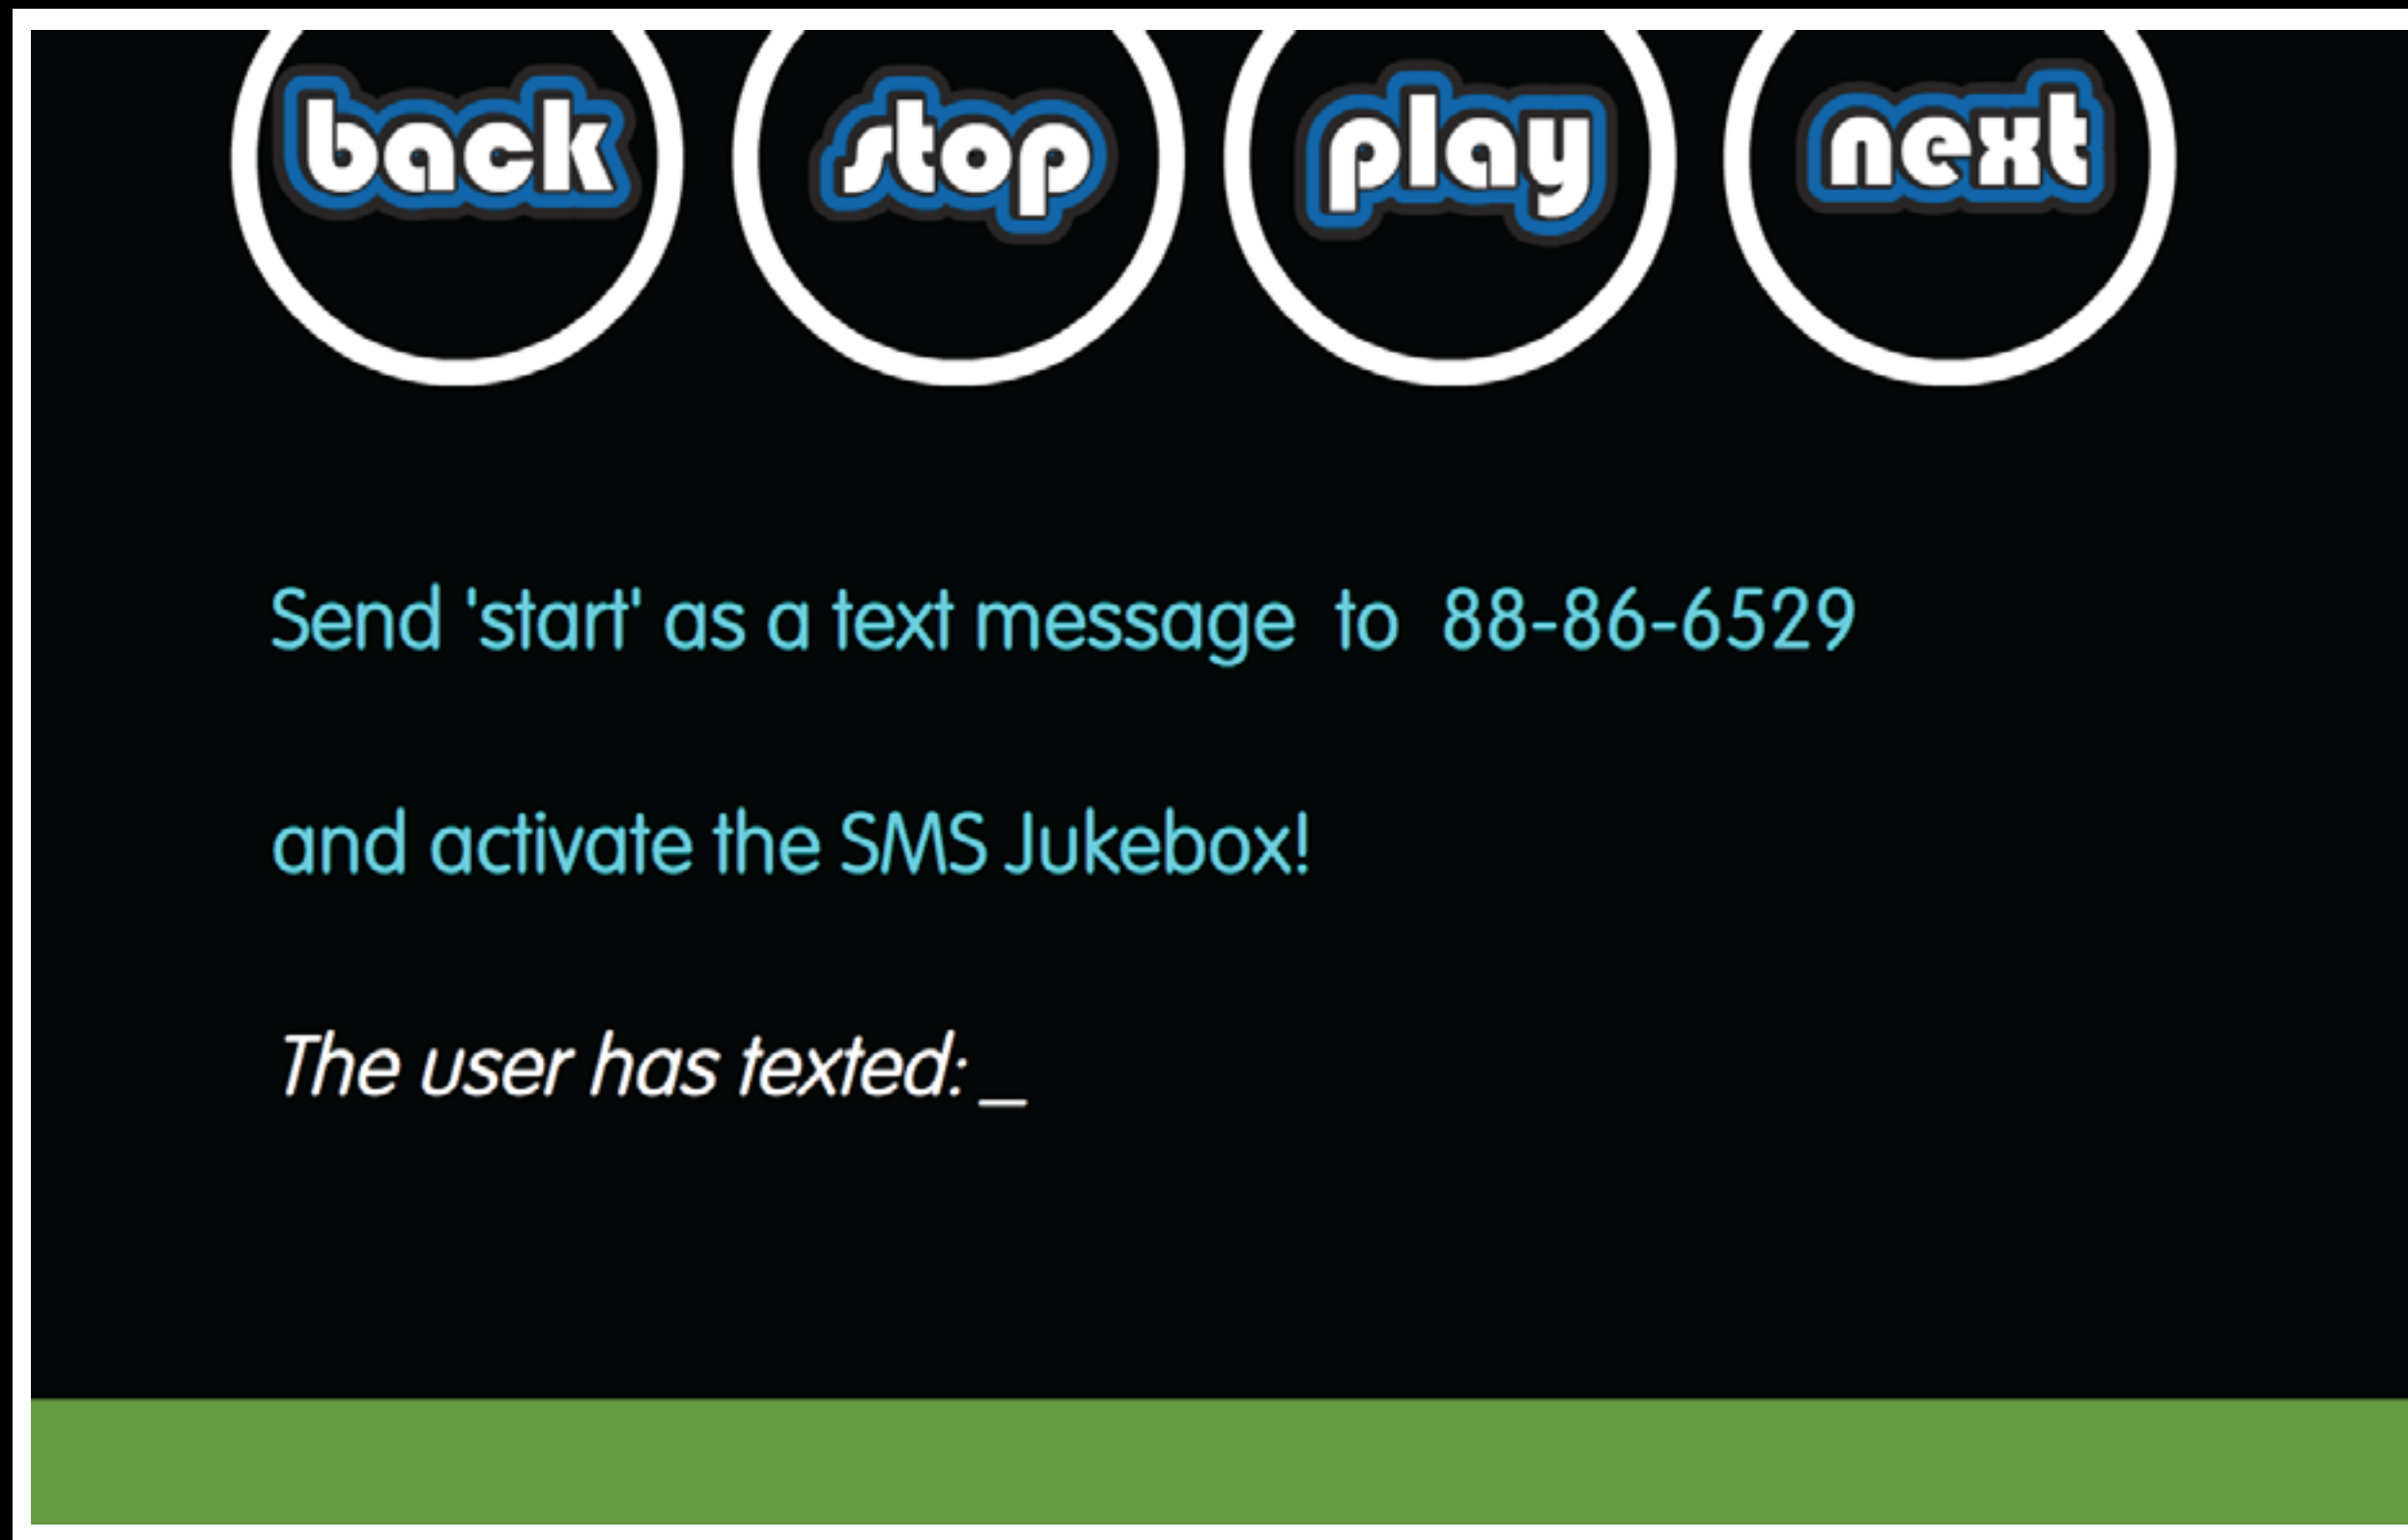 back stop play next
Send 'start' as a text message to 88-86-6529
and activate the SMS Jukebox!
The user has texted: _